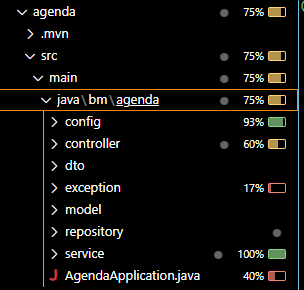 agenda 75%
.mvn
src 75%
main 75%
java\bm\agenda 75%
config 93%
controller 60%
dto
exception 17%
model
repository
service 100%
AgendaApplication.java 40%